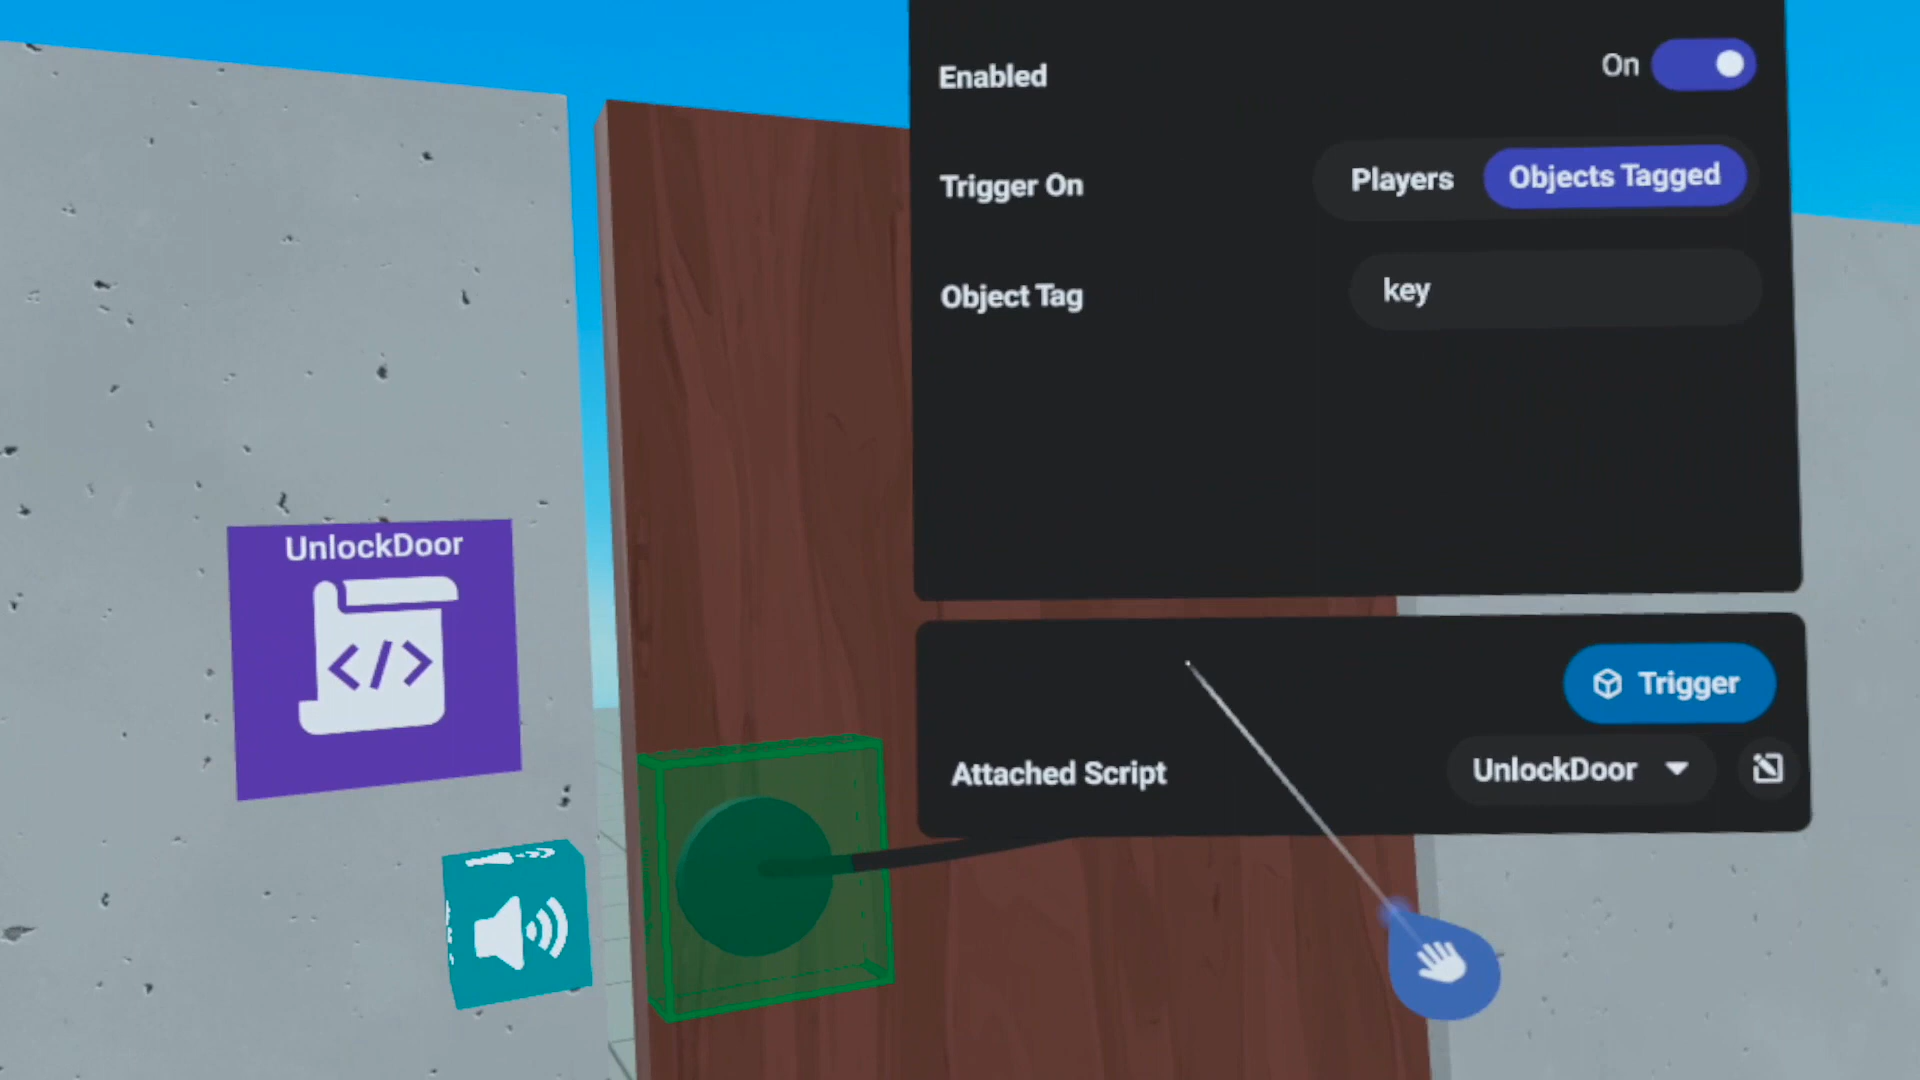 Enabled
On
Trigger On
Players
Objects Tagged
Object Tag
key
UnlockDoor
</>
Trigger
Attached Script
UnlockDoor